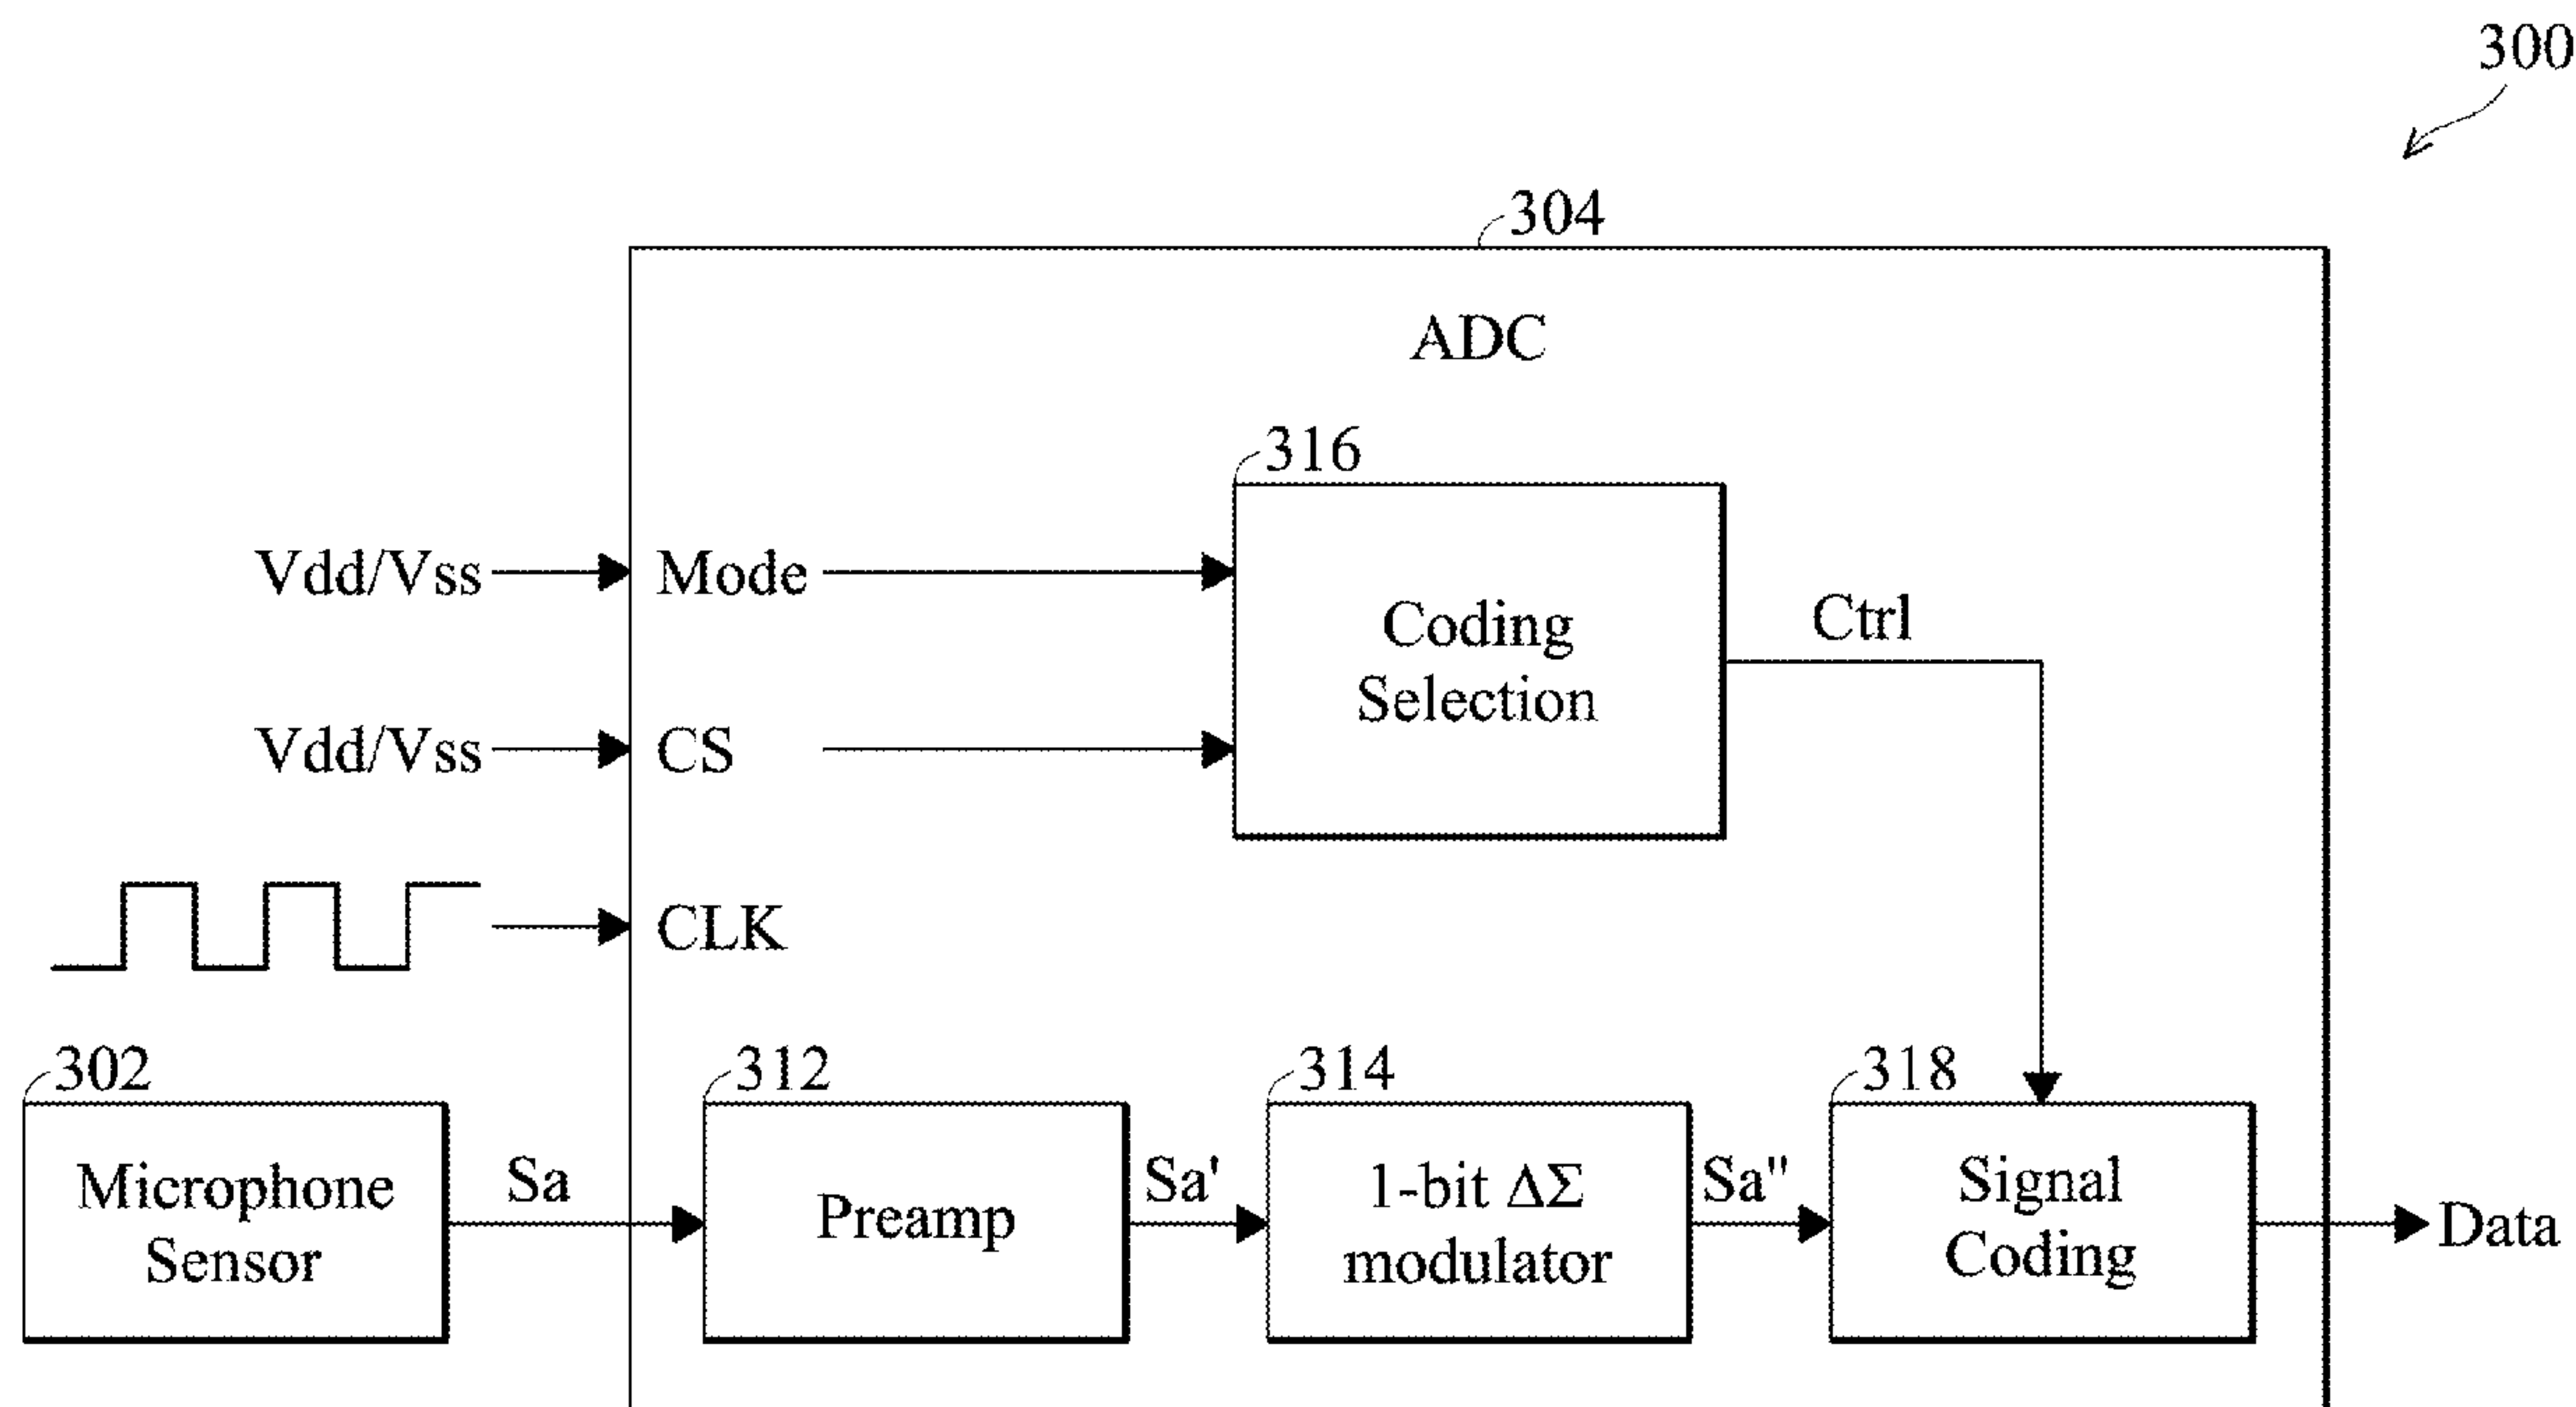 300
304
ADC
316
Vdd/Vss
Mode
Coding
Selection
Ctrl
Vdd/Vss
CS
CLK
302
312
314
318
Microphone
Sensor
Sa
Preamp
Sa'
1-bit ΔΣ
modulator
Sa"
Signal
Coding
Data